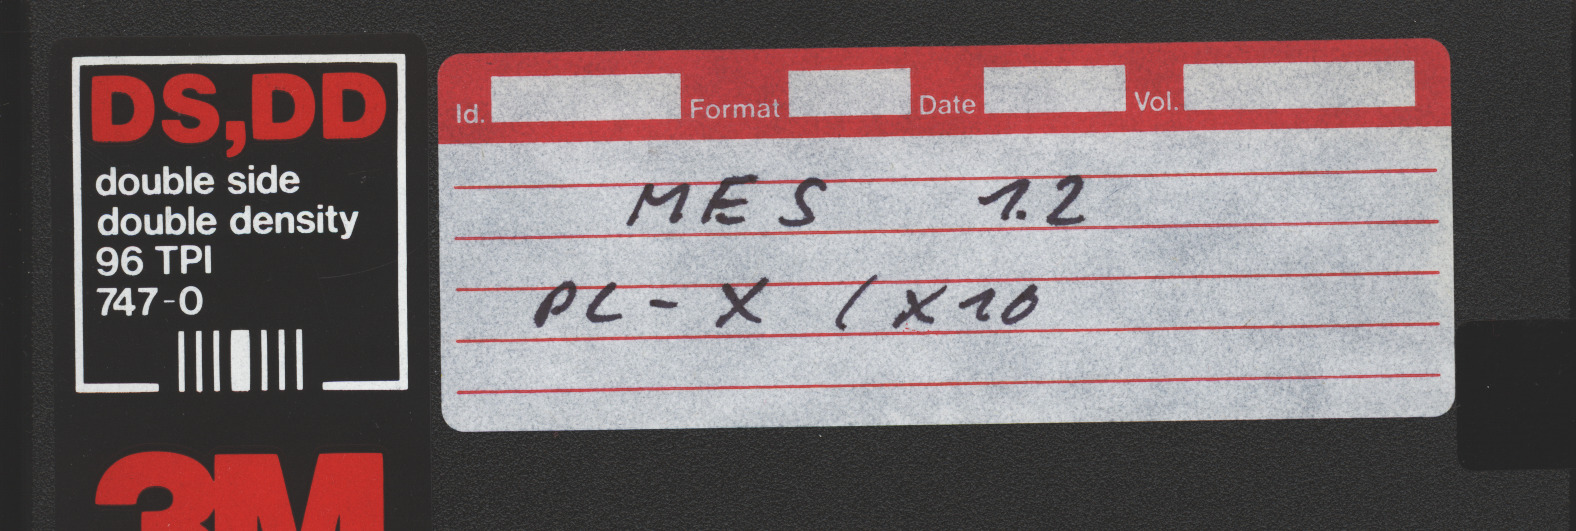 DS,DD
double side
double density
96 TPI
747-0
3M
Id. Format Date Vol.
MES 1.2
PL-X / X10